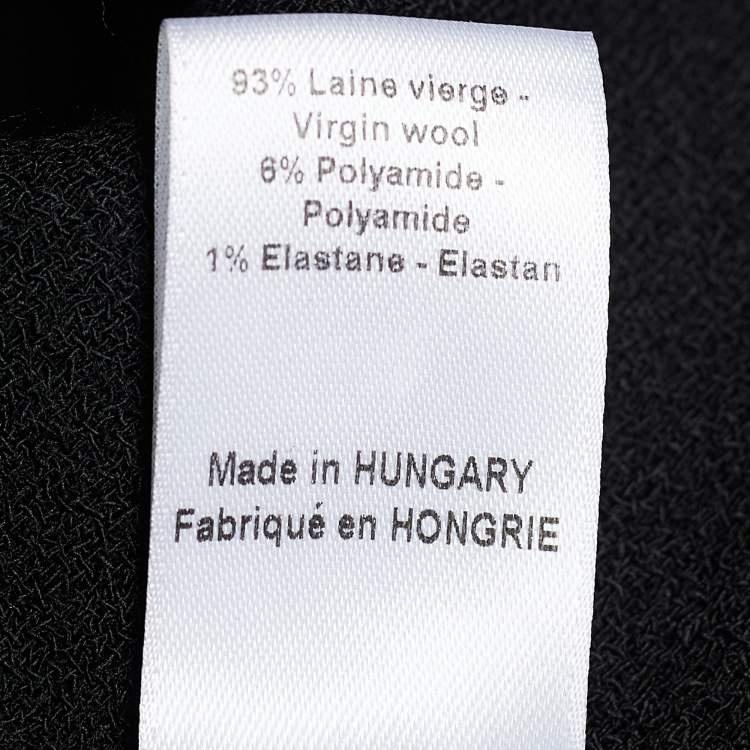 93% Laine vierge -
Virgin wool
6% Polyamide -
Polyamide
1% Elastane - Elastan
Made in HUNGARY
Fabriqué en HONGRIE